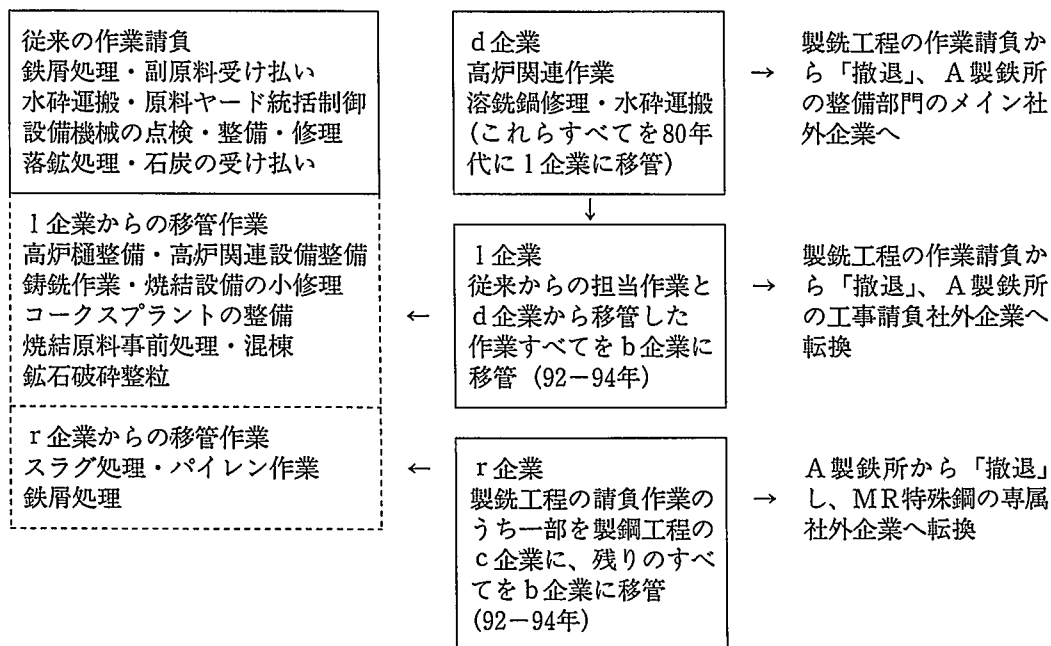 従来の作業請負
鉄屑処理・副原料受け払い
水砕運搬・原料ヤード統括制御
設備機械の点検・整備・修理
落鉱処理・石炭の受け払い
l企業からの移管作業
高炉樋整備・高炉関連設備整備
鋳銑作業・焼結設備の小修理
コークスプラントの整備
焼結原料事前処理・混棟
鉱石破砕整粒
r企業からの移管作業
スラグ処理・パイレン作業
鉄屑処理
d企業
高炉関連作業
溶銑鍋修理・水砕運搬
(これらすべてを80年
代にl企業に移管)
↓
l企業
従来からの担当作業と
d企業から移管した
作業すべてをb企業に
移管 (92−94年)
←
r企業
製銑工程の請負作業の
うち一部を製鋼工程の
c企業に、残りのすべ
てをb企業に移管
(92−94年)
←
→
製銑工程の作業請負か
ら「撤退」、A製鉄所
の整備部門のメイン社
外企業へ
→
製銑工程の作業請負か
ら「撤退」、A製鉄所
の工事請負社外企業へ
転換
→
A製鉄所から「撤退」
し、MR特殊鋼の専属
社外企業へ転換